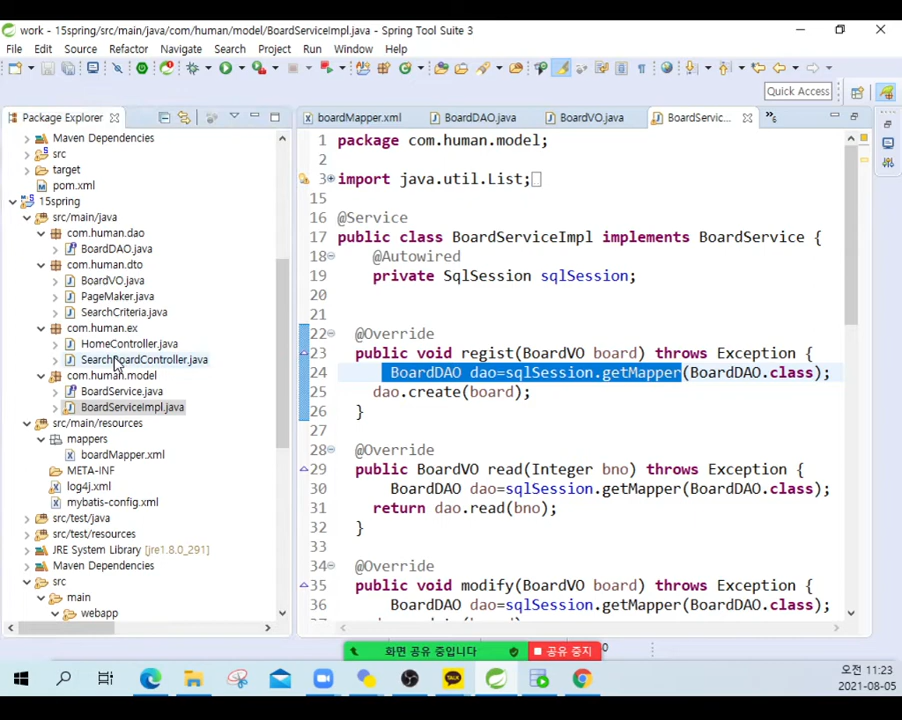 work - 15spring/src/main/java/com/human/model/BoardServiceImpl.java - Spring Tool Suite 3
File Edit Source Refactor Navigate Search Project Run Window Help
Quick Access
Package Explorer
Maven Dependencies
src
target
pom.xml
15spring
src/main/java
com.human.dao
BoardDAO.java
com.human.dto
BoardVO.java
PageMaker.java
SearchCriteria.java
com.human.ex
HomeController.java
SearchBoardController.java
com.human.model
BoardService.java
BoardServiceImpl.java
src/main/resources
mappers
boardMapper.xml
META-INF
log4j.xml
mybatis-config.xml
src/test/java
src/test/resources
JRE System Library [jre1.8.0_291]
Maven Dependencies
src
main
webapp
boardMapper.xml BoardDAO.java BoardVO.java BoardServic... »6
1 package com.human.model;
2
3 import java.util.List;
15
16 @Service
17 public class BoardServiceImpl implements BoardService {
18 @Autowired
19 private SqlSession sqlSession;
20
21
22 @Override
23 public void regist(BoardVO board) throws Exception {
24 BoardDAO dao=sqlSession.getMapper(BoardDAO.class);
25 dao.create(board);
26 }
27
28 @Override
29 public BoardVO read(Integer bno) throws Exception {
30 BoardDAO dao=sqlSession.getMapper(BoardDAO.class);
31 return dao.read(bno);
32 }
33
34 @Override
35 public void modify(BoardVO board) throws Exception {
36 BoardDAO dao=sqlSession.getMapper(BoardDAO.class);
화면 공유 중입니다 공유 중지
TALK
오전 11:23
2021-08-05